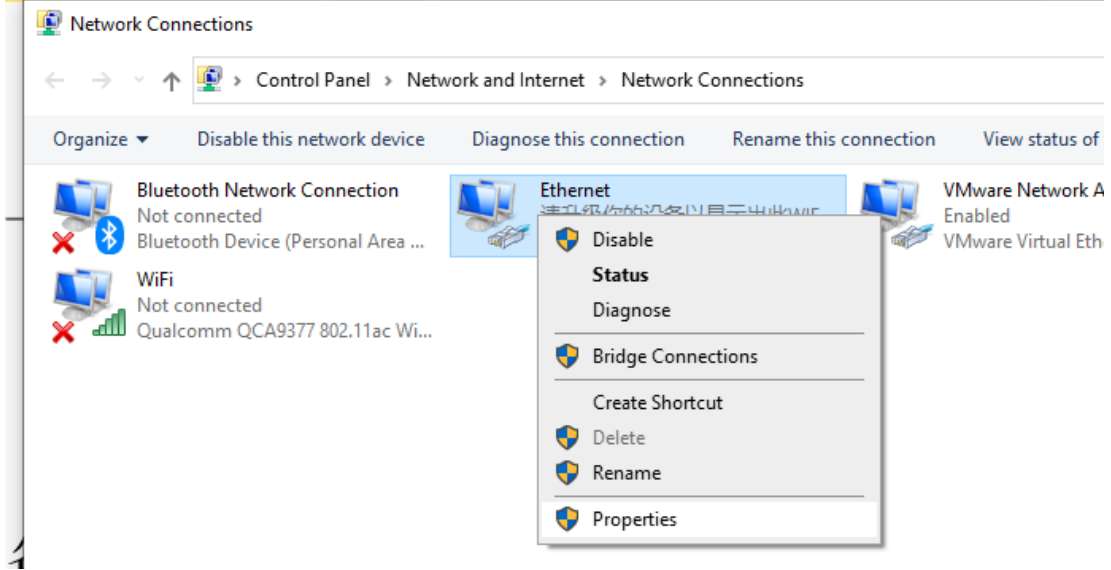 Network Connections
Control Panel > Network and Internet > Network Connections
Organize Disable this network device Diagnose this connection Rename this connection View status of
Bluetooth Network Connection
Not connected
Bluetooth Device (Personal Area ...
Ethernet
VMware Network A
Enabled
VMware Virtual Eth
WiFi
Not connected
Qualcomm QCA9377 802.11ac Wi...
Disable
Status
Diagnose
Bridge Connections
Create Shortcut
Delete
Rename
Properties